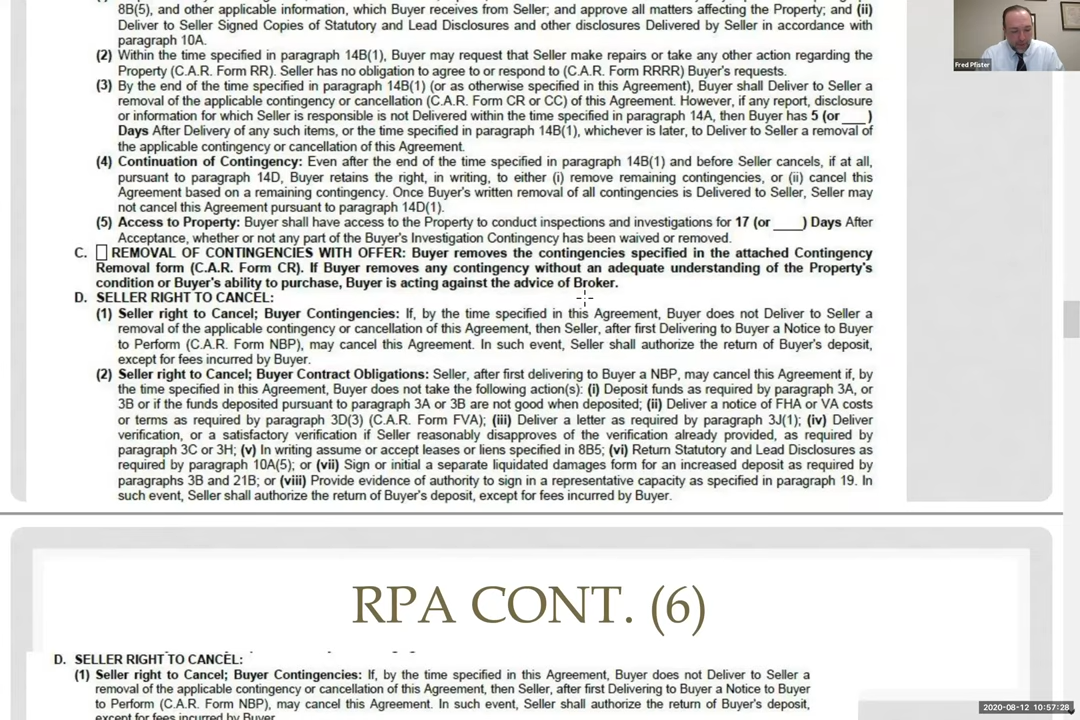 8B(5), and other applicable information, which Buyer receives from Seller; and approve all matters affecting the Property; and (ii)
Deliver to Seller Signed Copies of Statutory and Lead Disclosures and other disclosures Delivered by Seller in accordance with
paragraph 10A.
(2) Within the time specified in paragraph 14B(1), Buyer may request that Seller make repairs or take any other action regarding the
Property (C.A.R. Form RR). Seller has no obligation to agree to or respond to (C.A.R. Form RRRR) Buyer's requests.
(3) By the end of the time specified in paragraph 14B(1) (or as otherwise specified in this Agreement), Buyer shall Deliver to Seller a
removal of the applicable contingency or cancellation (C.A.R. Form CR or CC) of this Agreement. However, if any report, disclosure
or information for which Seller is responsible is not Delivered within the time specified in paragraph 14A, then Buyer has 5 (or ___ )
Days After Delivery of any such items, or the time specified in paragraph 14B(1), whichever is later, to Deliver to Seller a removal of
the applicable contingency or cancellation of this Agreement.
(4) Continuation of Contingency: Even after the end of the time specified in paragraph 14B(1) and before Seller cancels, if at all,
pursuant to paragraph 14D, Buyer retains the right, in writing, to either (i) remove remaining contingencies, or (ii) cancel this
Agreement based on a remaining contingency. Once Buyer's written removal of all contingencies is Delivered to Seller, Seller may
not cancel this Agreement pursuant to paragraph 14D(1).
(5) Access to Property: Buyer shall have access to the Property to conduct inspections and investigations for 17 (or ____ ) Days After
Acceptance, whether or not any part of the Buyer's Investigation Contingency has been waived or removed.
C. REMOVAL OF CONTINGENCIES WITH OFFER: Buyer removes the contingencies specified in the attached Contingency
Removal form (C.A.R. Form CR). If Buyer removes any contingency without an adequate understanding of the Property's
condition or Buyer's ability to purchase, Buyer is acting against the advice of Broker.
D. SELLER RIGHT TO CANCEL:
(1) Seller right to Cancel; Buyer Contingencies: If, by the time specified in this Agreement, Buyer does not Deliver to Seller a
removal of the applicable contingency or cancellation of this Agreement, then Seller, after first Delivering to Buyer a Notice to Buyer
to Perform (C.A.R. Form NBP), may cancel this Agreement. In such event, Seller shall authorize the return of Buyer's deposit,
except for fees incurred by Buyer.
(2) Seller right to Cancel; Buyer Contract Obligations: Seller, after first delivering to Buyer a NBP, may cancel this Agreement if, by
the time specified in this Agreement, Buyer does not take the following action(s): (i) Deposit funds as required by paragraph 3A, or
3B or if the funds deposited pursuant to paragraph 3A or 3B are not good when deposited; (ii) Deliver a notice of FHA or VA costs
or terms as required by paragraph 3D(3) (C.A.R. Form FVA); (iii) Deliver a letter as required by paragraph 3J(1); (iv) Deliver
verification, or a satisfactory verification if Seller reasonably disapproves of the verification already provided, as required by
paragraph 3C or 3H; (v) In writing assume or accept leases or liens specified in 8B5; (vi) Return Statutory and Lead Disclosures as
required by paragraph 10A(5); or (vii) Sign or initial a separate liquidated damages form for an increased deposit as required by
paragraphs 3B and 21B; or (viii) Provide evidence of authority to sign in a representative capacity as specified in paragraph 19. In
such event, Seller shall authorize the return of Buyer's deposit, except for fees incurred by Buyer.
Fred Pfister
RPA CONT. (6)
D. SELLER RIGHT TO CANCEL:
(1) Seller right to Cancel; Buyer Contingencies: If, by the time specified in this Agreement, Buyer does not Deliver to Seller a
removal of the applicable contingency or cancellation of this Agreement, then Seller, after first Delivering to Buyer a Notice to Buyer
to Perform (C.A.R. Form NBP), may cancel this Agreement. In such event, Seller shall authorize the return of Buyer's deposit,
except for fees incurred by Buyer.
2020-08-12 10:57:28